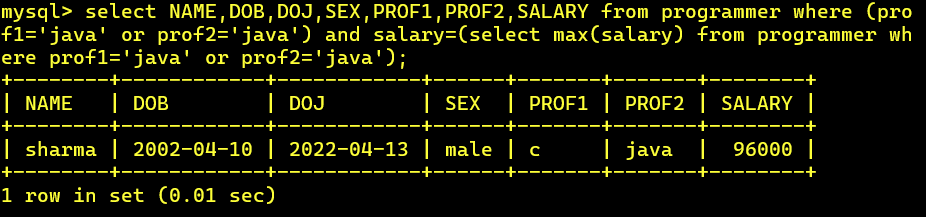 mysql> select NAME,DOB,DOJ,SEX,PROF1,PROF2,SALARY from programmer where (pro
f1='java' or prof2='java') and salary=(select max(salary) from programmer wh
ere prof1='java' or prof2='java');
+--------+------------+------------+------+-------+-------+--------+
| NAME   | DOB        | DOJ        | SEX  | PROF1 | PROF2 | SALARY |
+--------+------------+------------+------+-------+-------+--------+
| sharma | 2002-04-10 | 2022-04-13 | male | c     | java  |  96000 |
+--------+------------+------------+------+-------+-------+--------+
1 row in set (0.01 sec)